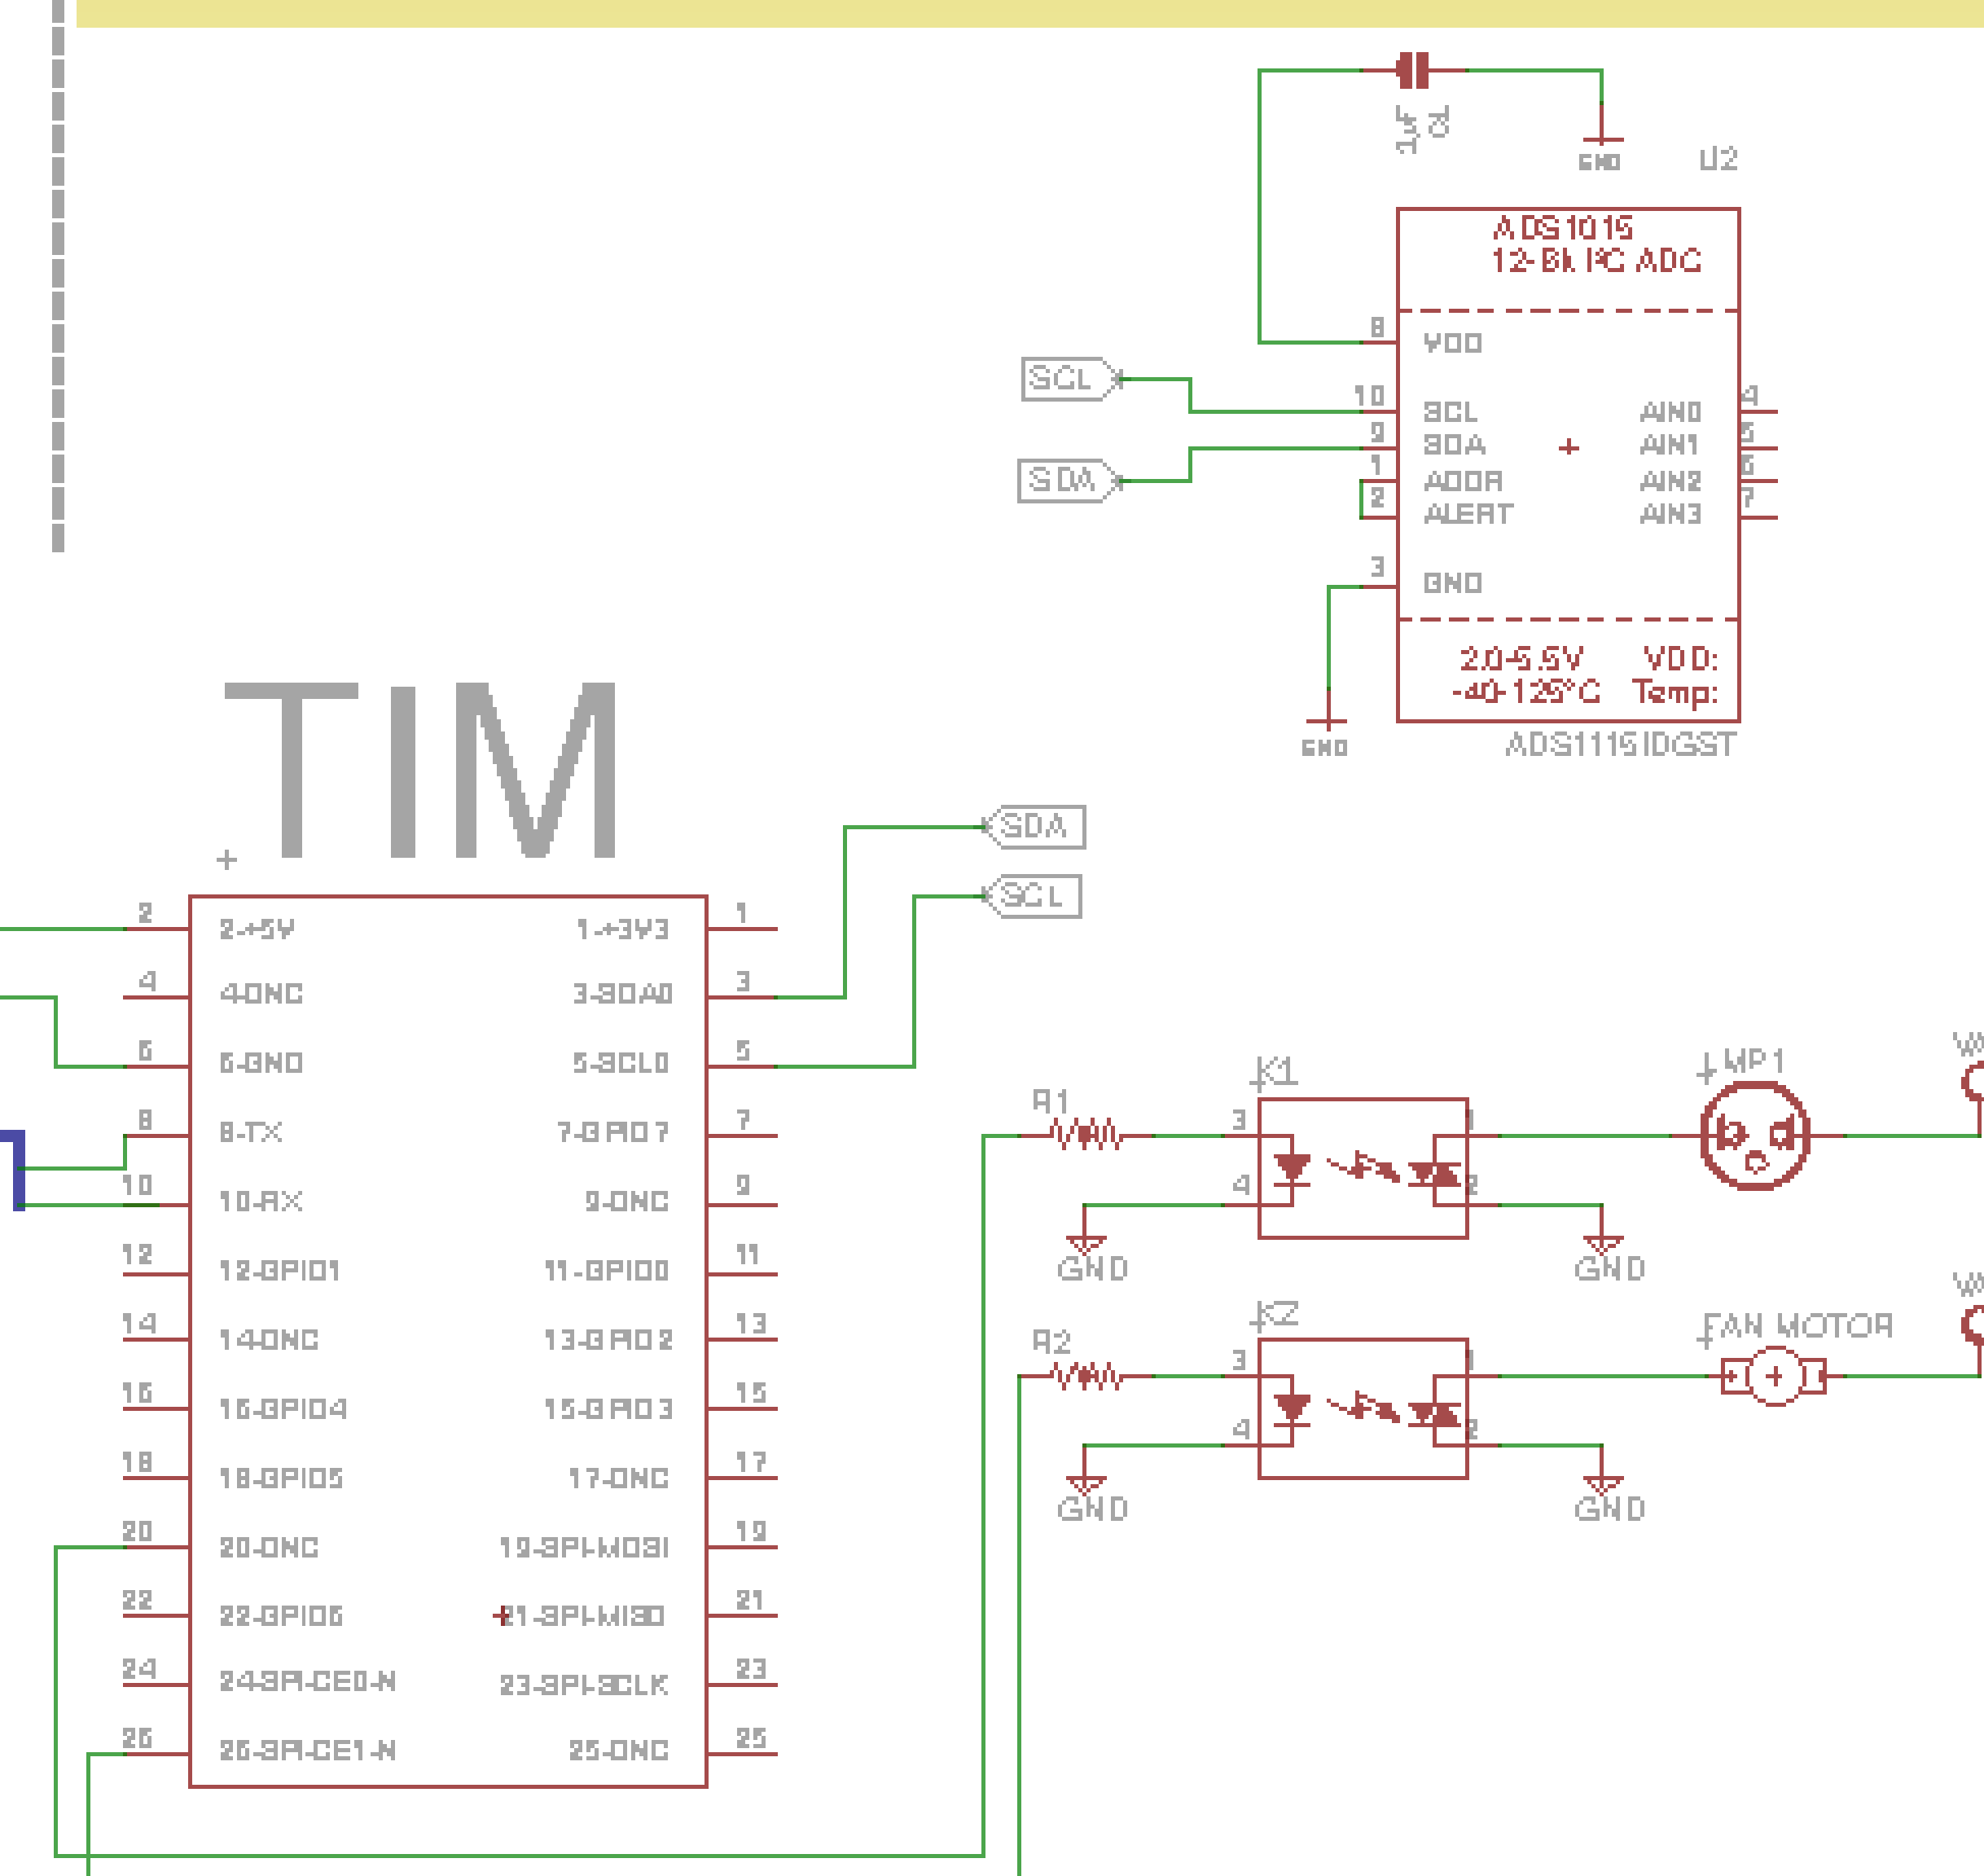 1uF
C2
GND
U2
ADS1015
12-Bit I²C ADC
8
VDD
SCL
10
SCL
AIN0
4
9
SDA
AIN1
5
SDA
1
ADDR
AIN2
6
2
ALERT
AIN3
7
3
GND
2.0-5.5V VDD:
-40-125°C Temp:
GND
ADS1115IDGST
TIM
SDA
SCL
2
2-+5V
1-+3V3
1
4
4-DNC
3-SDA0
3
6
6-GND
5-SCL0
5
8
8-TX
7-GPIO7
7
10
10-RX
9-DNC
9
12
12-GPIO1
11-GPIO0
11
14
14-DNC
13-GPIO2
13
16
16-GPIO4
15-GPIO3
15
18
18-GPIO5
17-DNC
17
20
20-DNC
19-SPI-MOSI
19
22
22-GPIO6
21-SPI-MISO
21
24
24-SPI-CE0-N
23-SPI-SCLK
23
26
26-SPI-CE1-N
25-DNC
25
K1
MP1
R1
3
1
4
2
GND
GND
K2
FAN MOTOR
R2
3
1
4
2
GND
GND